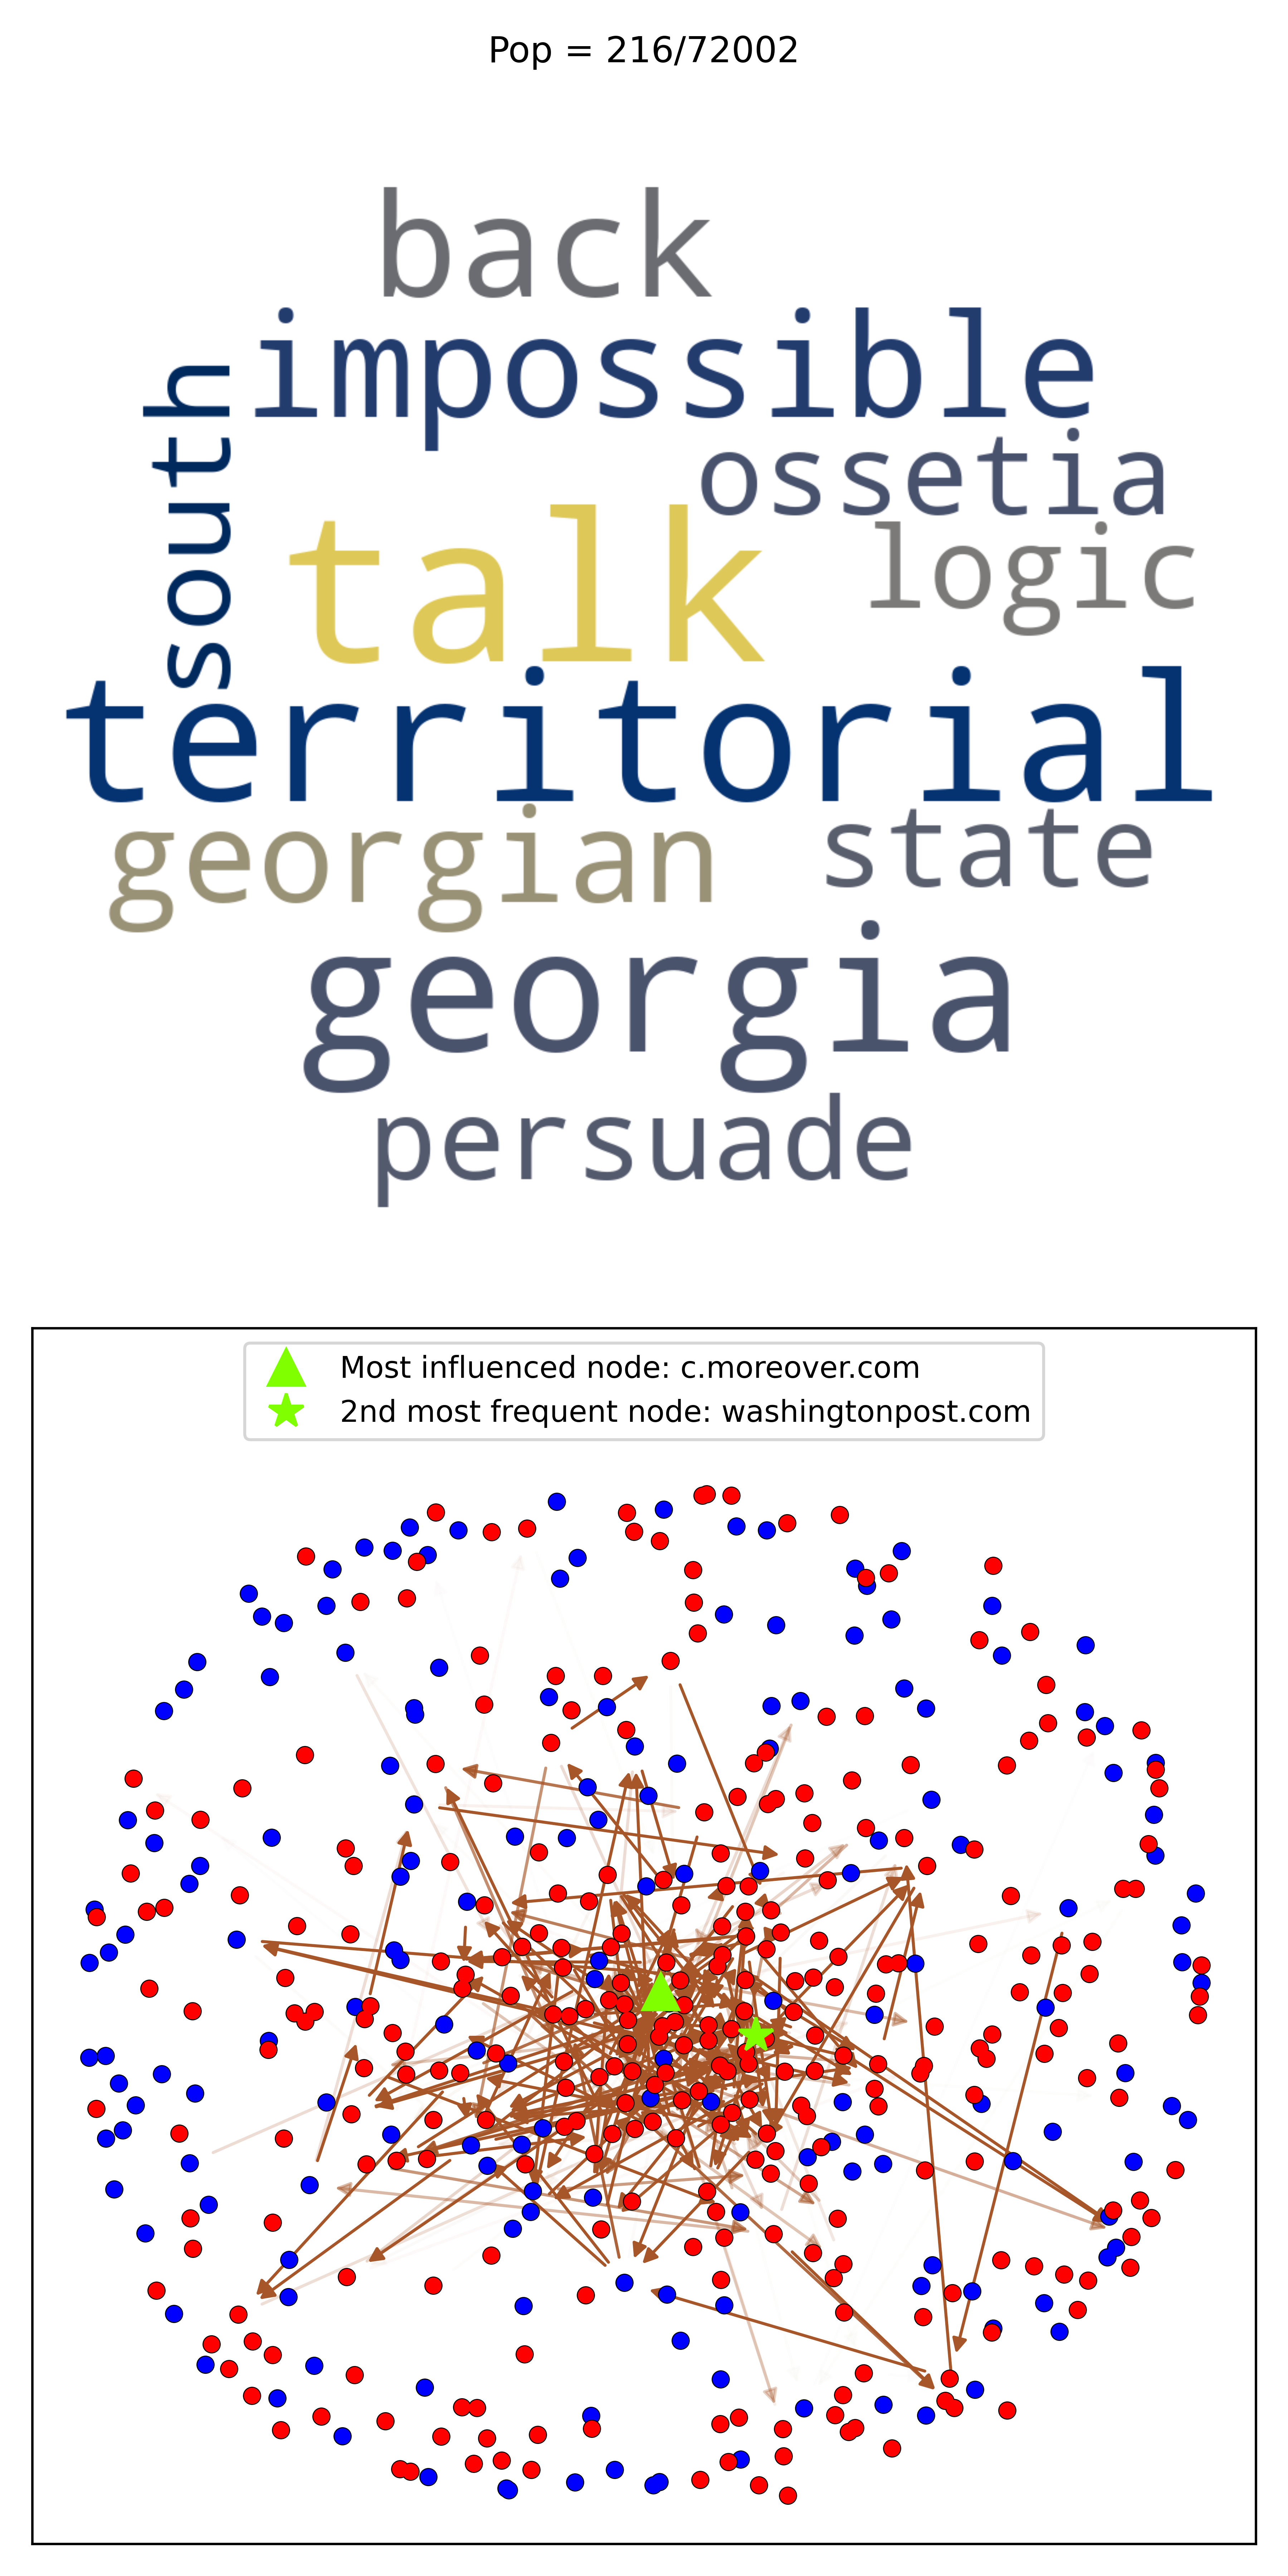 Pop = 216/72002
back
impossible
south
ossetia
talk
logic
territorial
georgian
state
georgia
persuade
Most influenced node: c.moreover.com
2nd most frequent node: washingtonpost.com